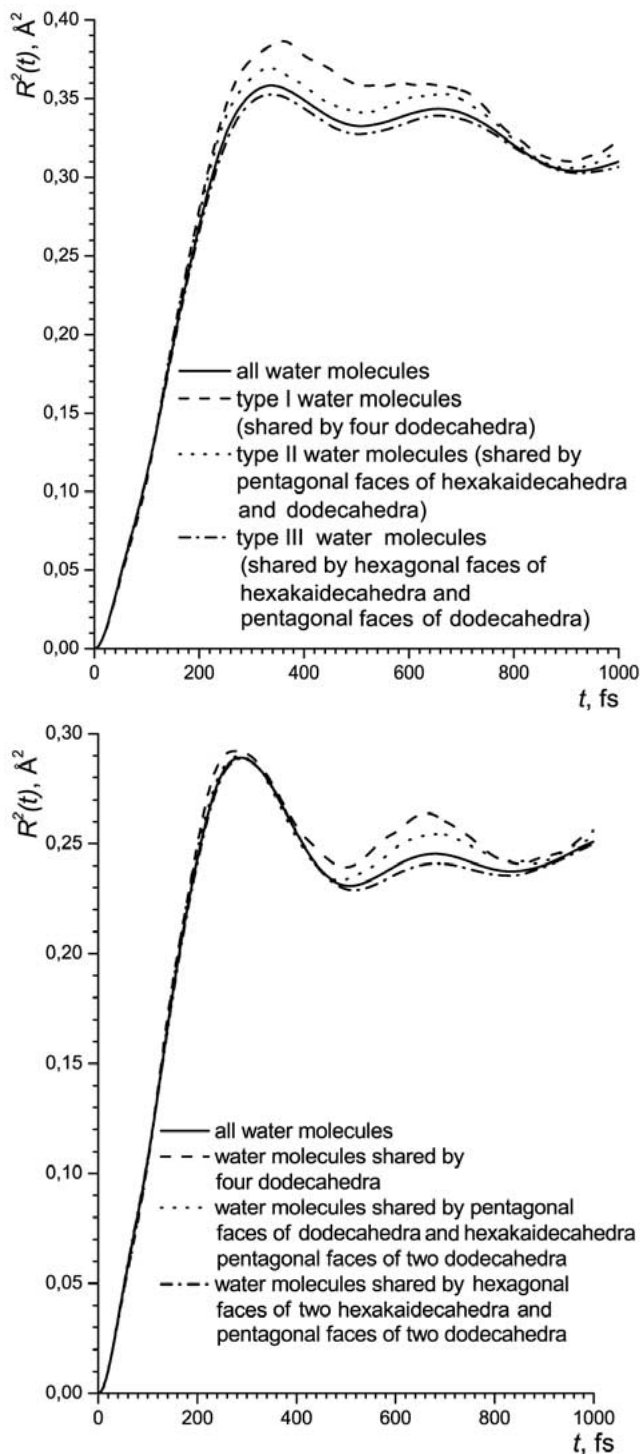 R²(t), Å²
0,40
0,35
0,30
0,25
0,20
0,15
0,10
0,05
0,00
all water molecules
type I water molecules
(shared by four dodecahedra)
type II water molecules (shared by
pentagonal faces of hexakaidecahedra
and dodecahedra)
type III water molecules
(shared by hexagonal faces of
hexakaidecahedra and
pentagonal faces of dodecahedra)
0 200 400 600 800 1000
t, fs
R²(t), Å²
0,30
0,25
0,20
0,15
0,10
0,05
0,00
all water molecules
water molecules shared by
four dodecahedra
water molecules shared by pentagonal
faces of dodecahedra and hexakaidecahedra
pentagonal faces of two dodecahedra
water molecules shared by hexagonal
faces of two hexakaidecahedra and
pentagonal faces of two dodecahedra
0 200 400 600 800 1000
t, fs